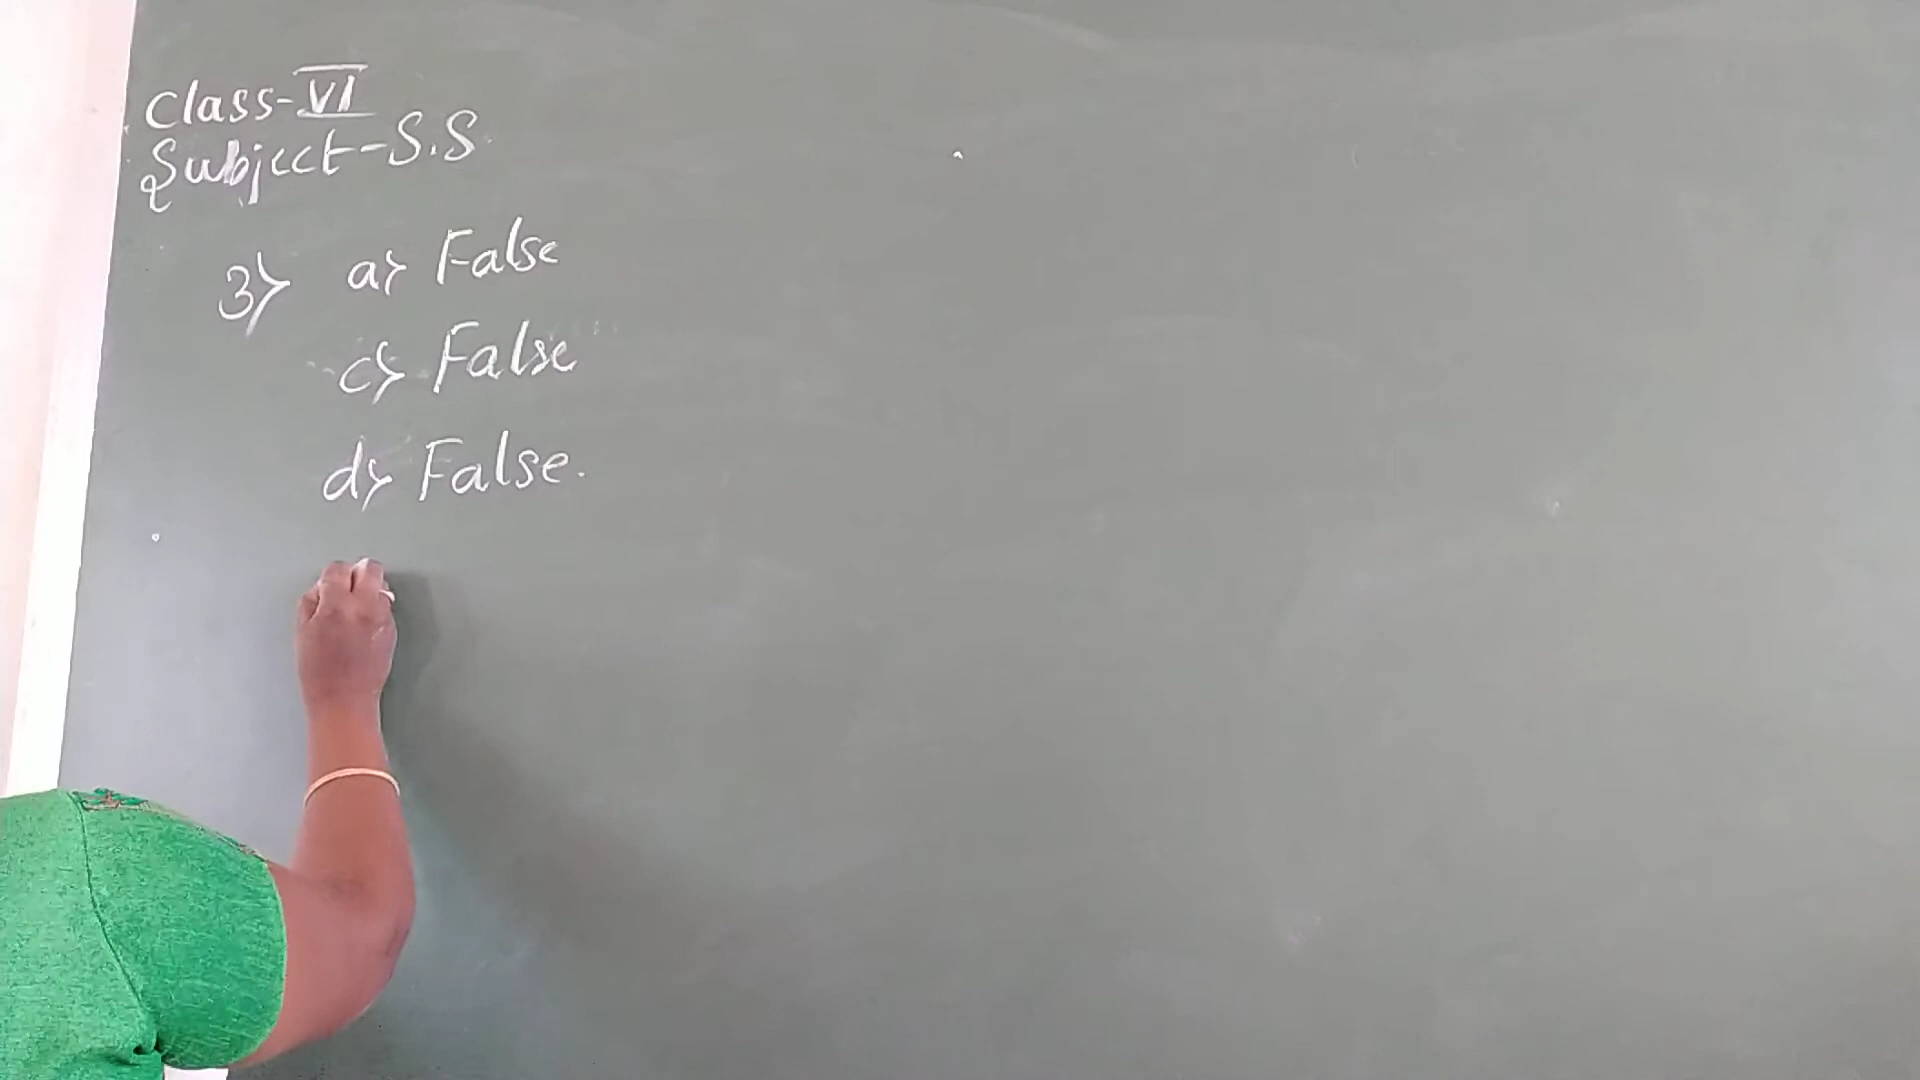 Class-VI
Subject-S.S
3) a) False
c) False
d) False.